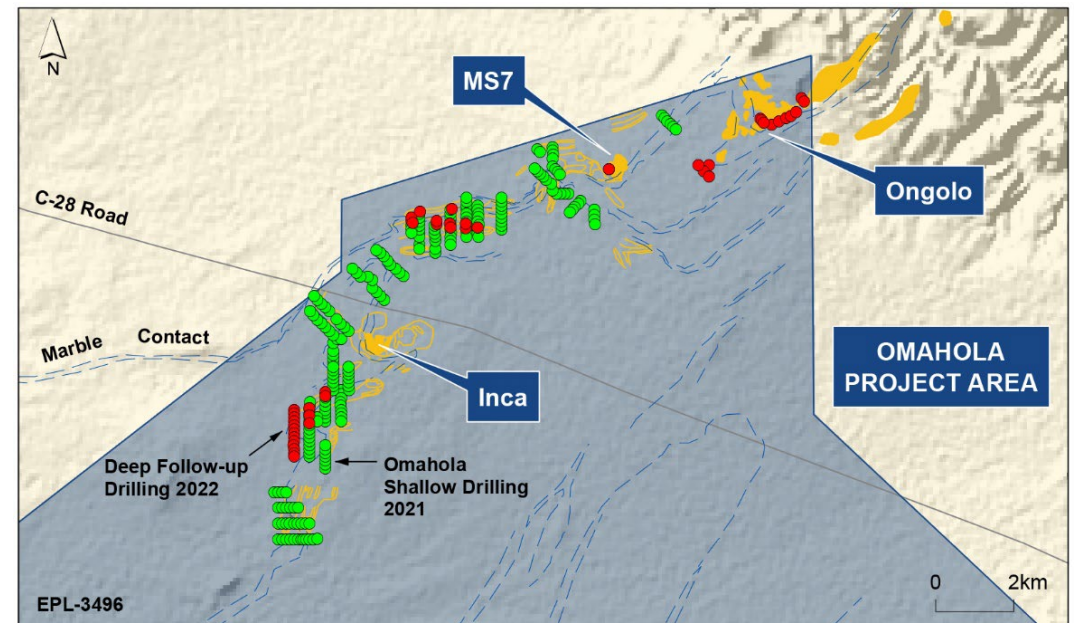 N
MS7
Ongolo
C-28 Road
Marble Contact
Inca
OMAHOLA
PROJECT AREA
Deep Follow-up
Drilling 2022
Omahola
Shallow Drilling
2021
EPL-3496
0 2km